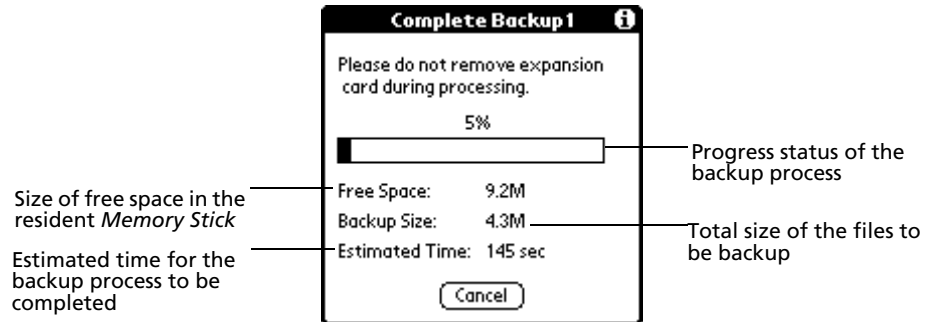 Complete Backup1
Please do not remove expansion
card during processing.
5%
Progress status of the
backup process
Size of free space in the
resident Memory Stick
Free Space: 9.2M
Backup Size: 4.3M
Total size of the files to
be backup
Estimated time for the
backup process to be
completed
Estimated Time: 145 sec
Cancel